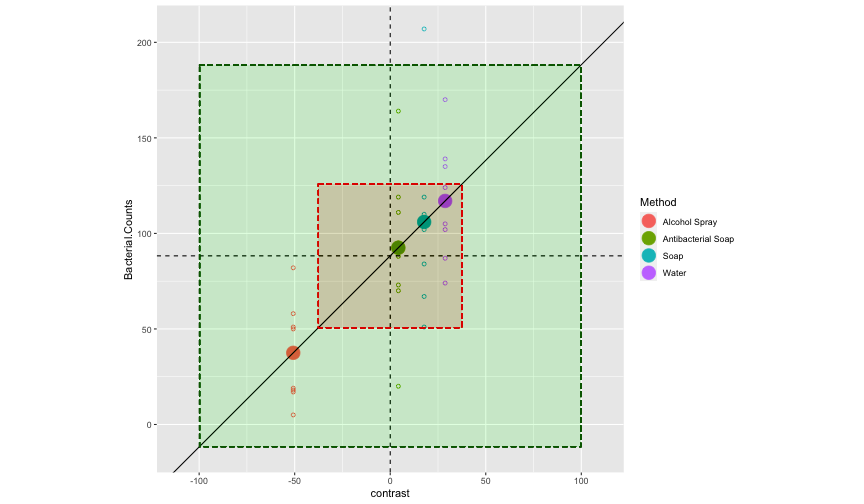 200
150
100
50
0
Bacterial.Counts
-100 -50 0 50 100
contrast
Method
Alcohol Spray
Antibacterial Soap
Soap
Water